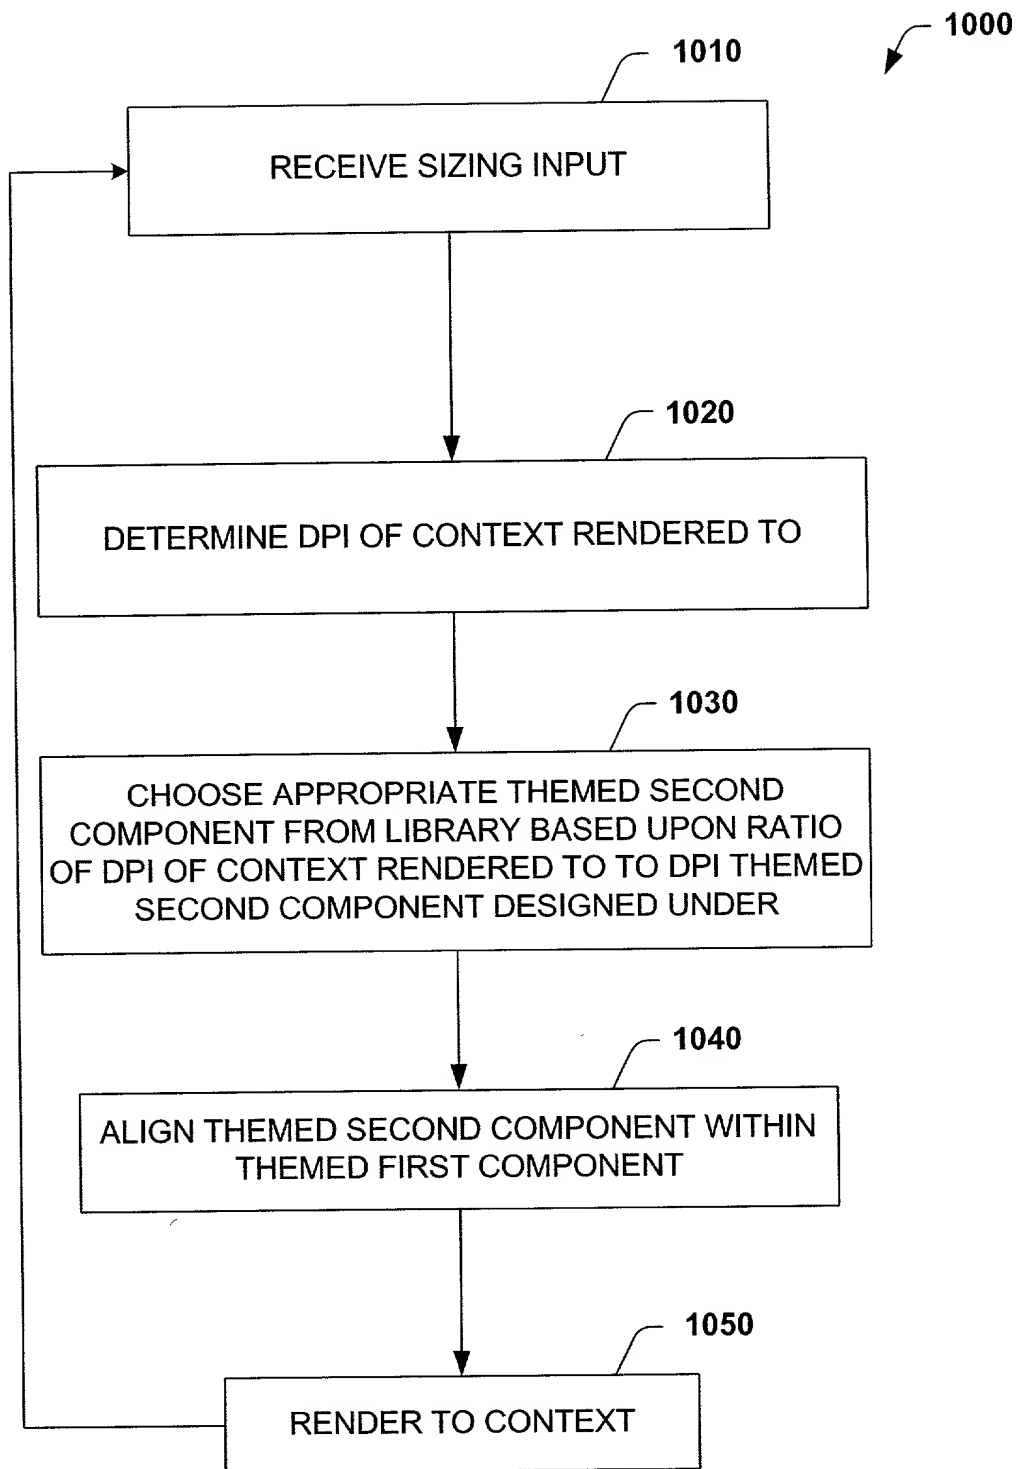 1000
1010
RECEIVE SIZING INPUT
1020
DETERMINE DPI OF CONTEXT RENDERED TO
1030
CHOOSE APPROPRIATE THEMED SECOND
COMPONENT FROM LIBRARY BASED UPON RATIO
OF DPI OF CONTEXT RENDERED TO TO DPI THEMED
SECOND COMPONENT DESIGNED UNDER
1040
ALIGN THEMED SECOND COMPONENT WITHIN
THEMED FIRST COMPONENT
1050
RENDER TO CONTEXT